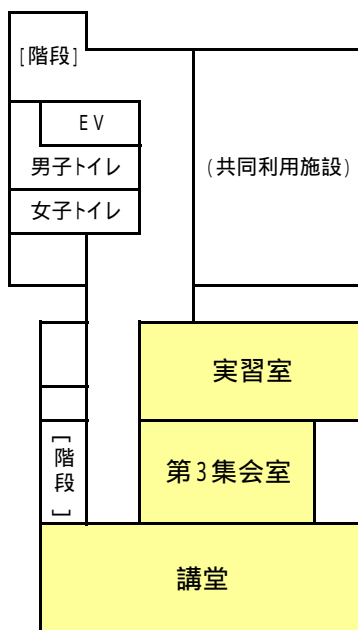 [階段]
EV
男子トイレ
(共同利用施設)
女子トイレ
実習室
第3集会室
[階段]
講堂